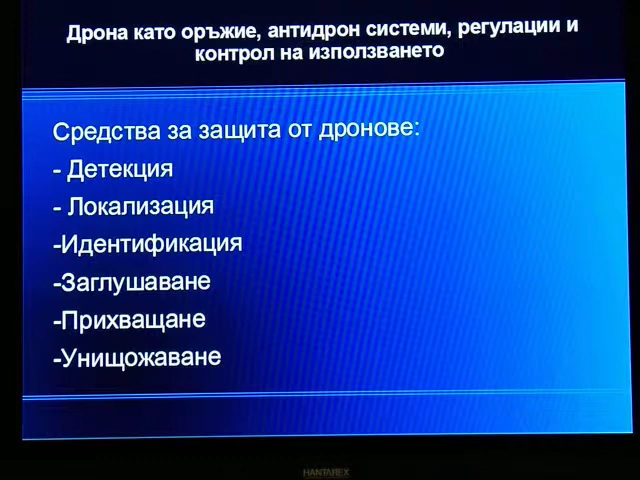 Дрона като оръжие, антидрон системи, регулации и
контрол на използването
Средства за защита от дронове:
- Детекция
- Локализация
-Идентификация
-Заглушаване
-Прихващане
-Унищожаване
HANTAREX